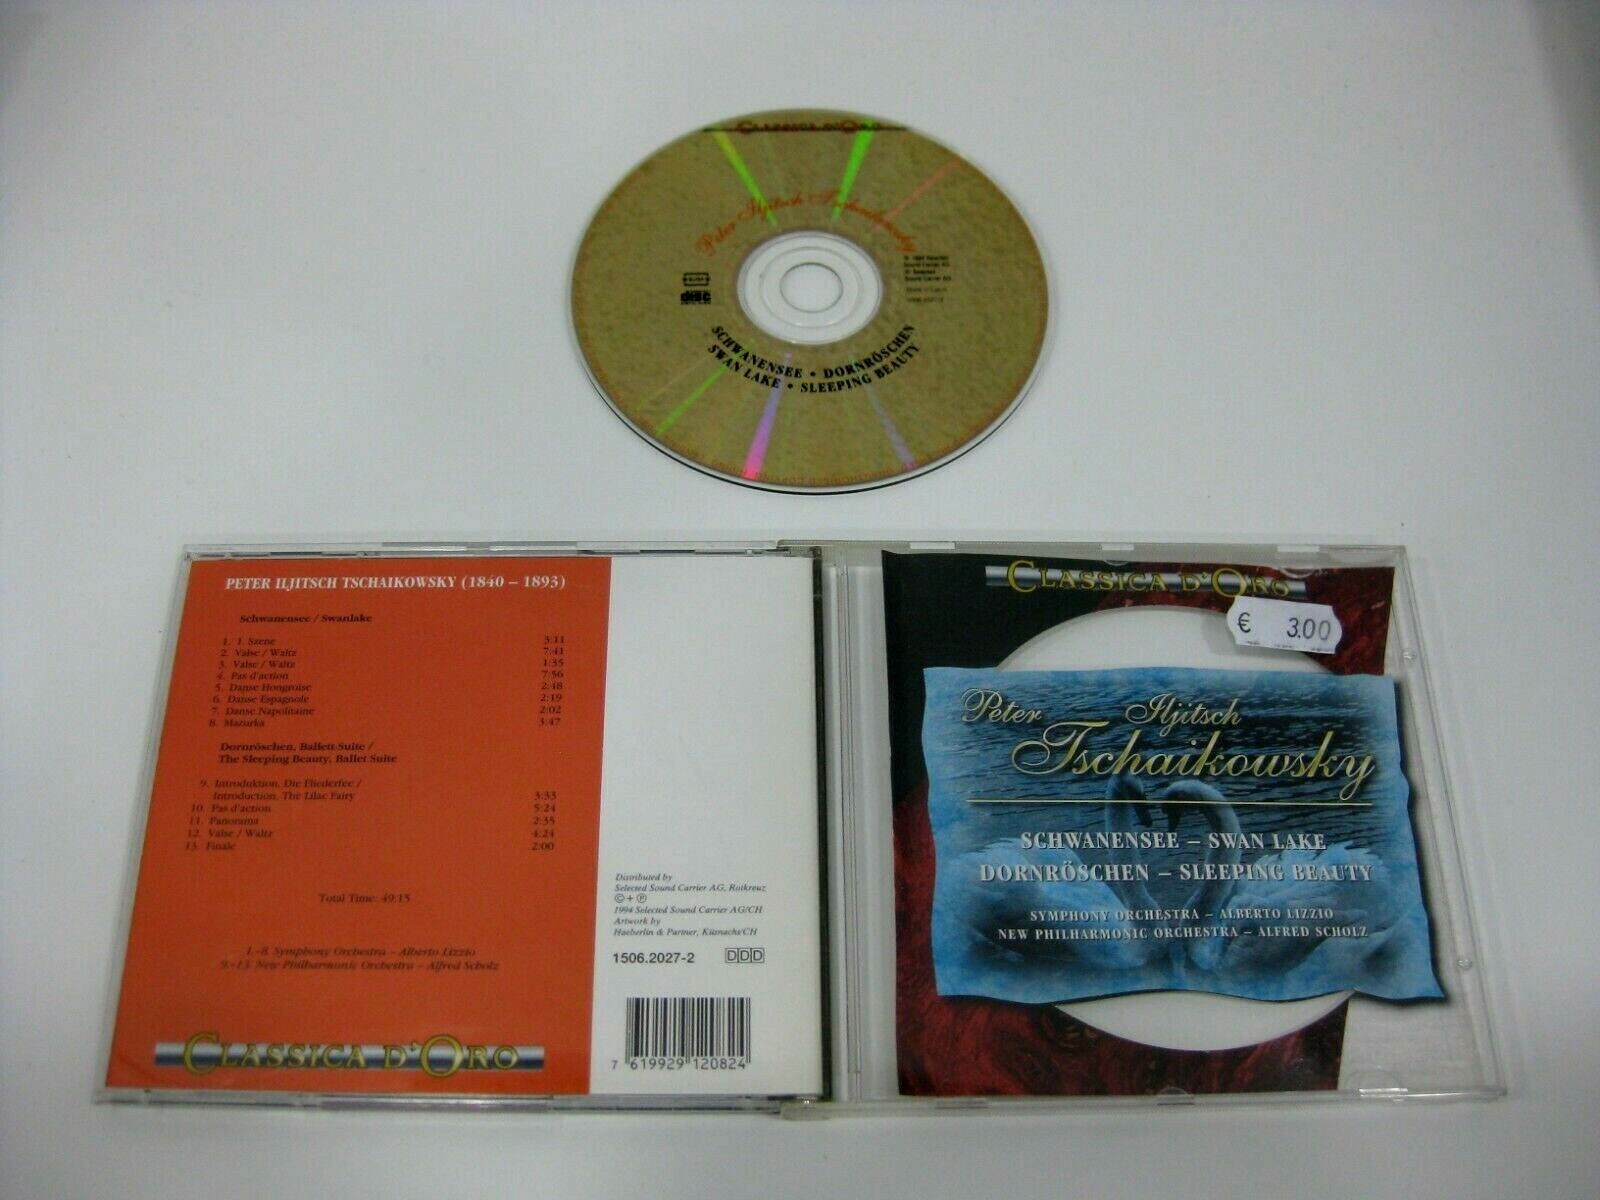 CLASSICA D'ORO
Peter Iljitsch Tschaikowsky
disc
1506.2027-2
SCHWANENSEE • DORNRÖSCHEN
SWAN LAKE • SLEEPING BEAUTY
PETER ILJITSCH TSCHAIKOWSKY (1840 – 1893)
Schwanensee / Swanlake
1. 1. Szene 3:11
2. Valse / Waltz 7:41
3. Valse / Waltz 1:35
4. Pas d'action 7:56
5. Danse Hongroise 2:48
6. Danse Espagnole 2:19
7. Danse Napolitaine 2:02
8. Mazurka 3:47
Dornröschen, Ballett-Suite /
The Sleeping Beauty, Ballet Suite
9. Introduktion, Die Fliederfee /
Introduction, The Lilac Fairy 3:33
10. Pas d'action 5:24
11. Panorama 2:35
12. Valse / Waltz 4:24
13. Finale 2:00
Total Time: 49:15
1.–8. Symphony Orchestra – Alberto Lizzio
9.–13. New Philharmonic Orchestra – Alfred Scholz
CLASSICA D'ORO
Distributed by
Selected Sound Carrier AG, Rotkreuz
©+℗
1994 Selected Sound Carrier AG/CH
Artwork by
Haeberlin & Partner, Küsnacht/CH
1506.2027-2 DDD
7 619929 120824
CLASSICA D'ORO
€ 3.00
Peter Iljitsch
Tschaikowsky
SCHWANENSEE – SWAN LAKE
DORNRÖSCHEN – SLEEPING BEAUTY
SYMPHONY ORCHESTRA – ALBERTO LIZZIO
NEW PHILHARMONIC ORCHESTRA – ALFRED SCHOLZ